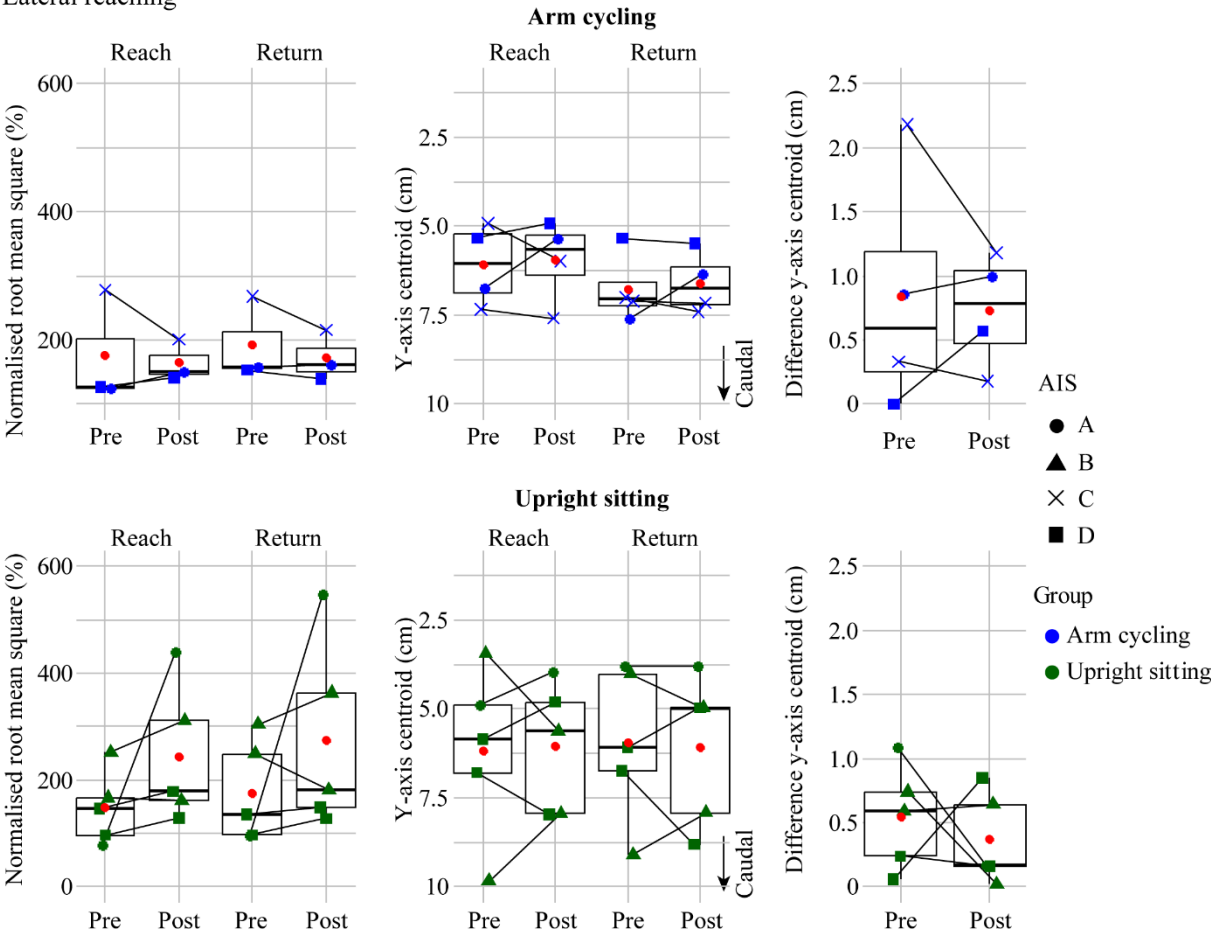 Lateral reaching
Arm cycling
Reach Return
Normalised root mean square (%)
600
400
200
Pre Post Pre Post
Reach Return
Y-axis centroid (cm)
2.5
5.0
7.5
10
Caudal
Pre Post Pre Post
Difference y-axis centroid (cm)
2.5
2.0
1.5
1.0
0.5
0
Pre Post
Upright sitting
Reach Return
Normalised root mean square (%)
600
400
200
0
Pre Post Pre Post
Reach Return
Y-axis centroid (cm)
2.5
5.0
7.5
10
Caudal
Pre Post Pre Post
Difference y-axis centroid (cm)
2.5
2.0
1.5
1.0
0.5
0
Pre Post
AIS
A
B
C
D
Group
Arm cycling
Upright sitting